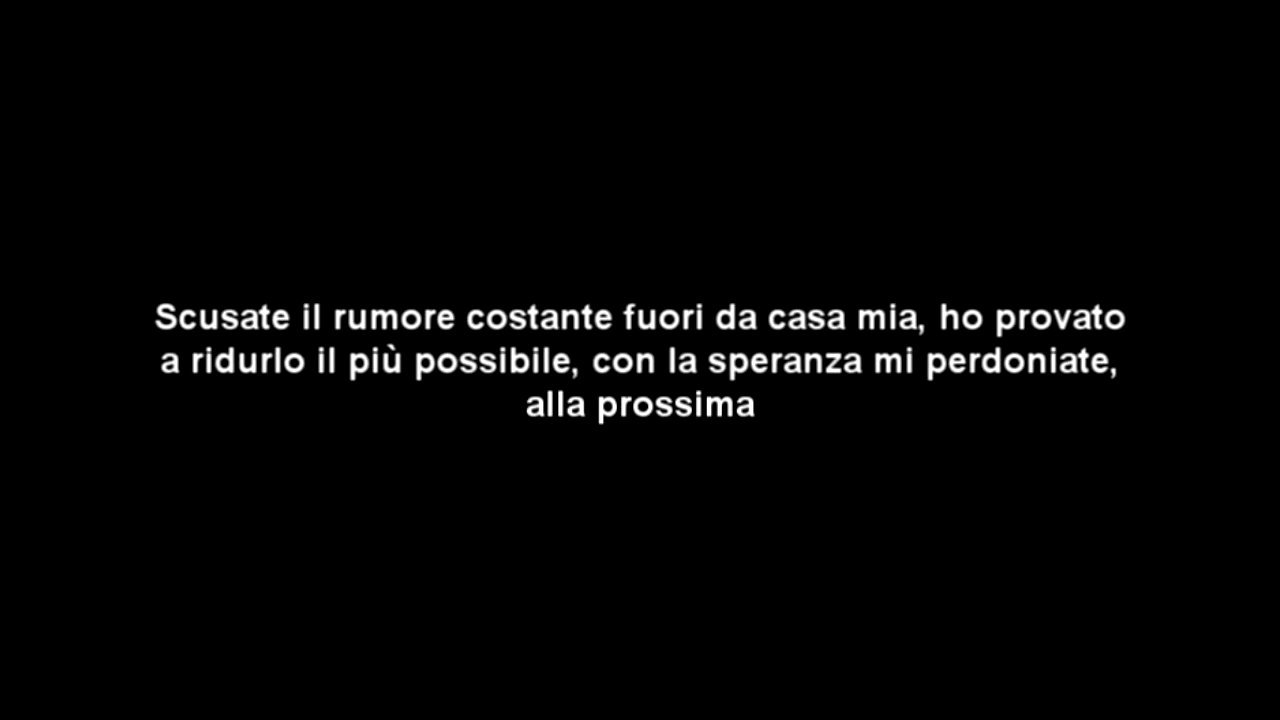 Scusate il rumore costante fuori da casa mia, ho provato
a ridurlo il più possibile, con la speranza mi perdoniate,
alla prossima